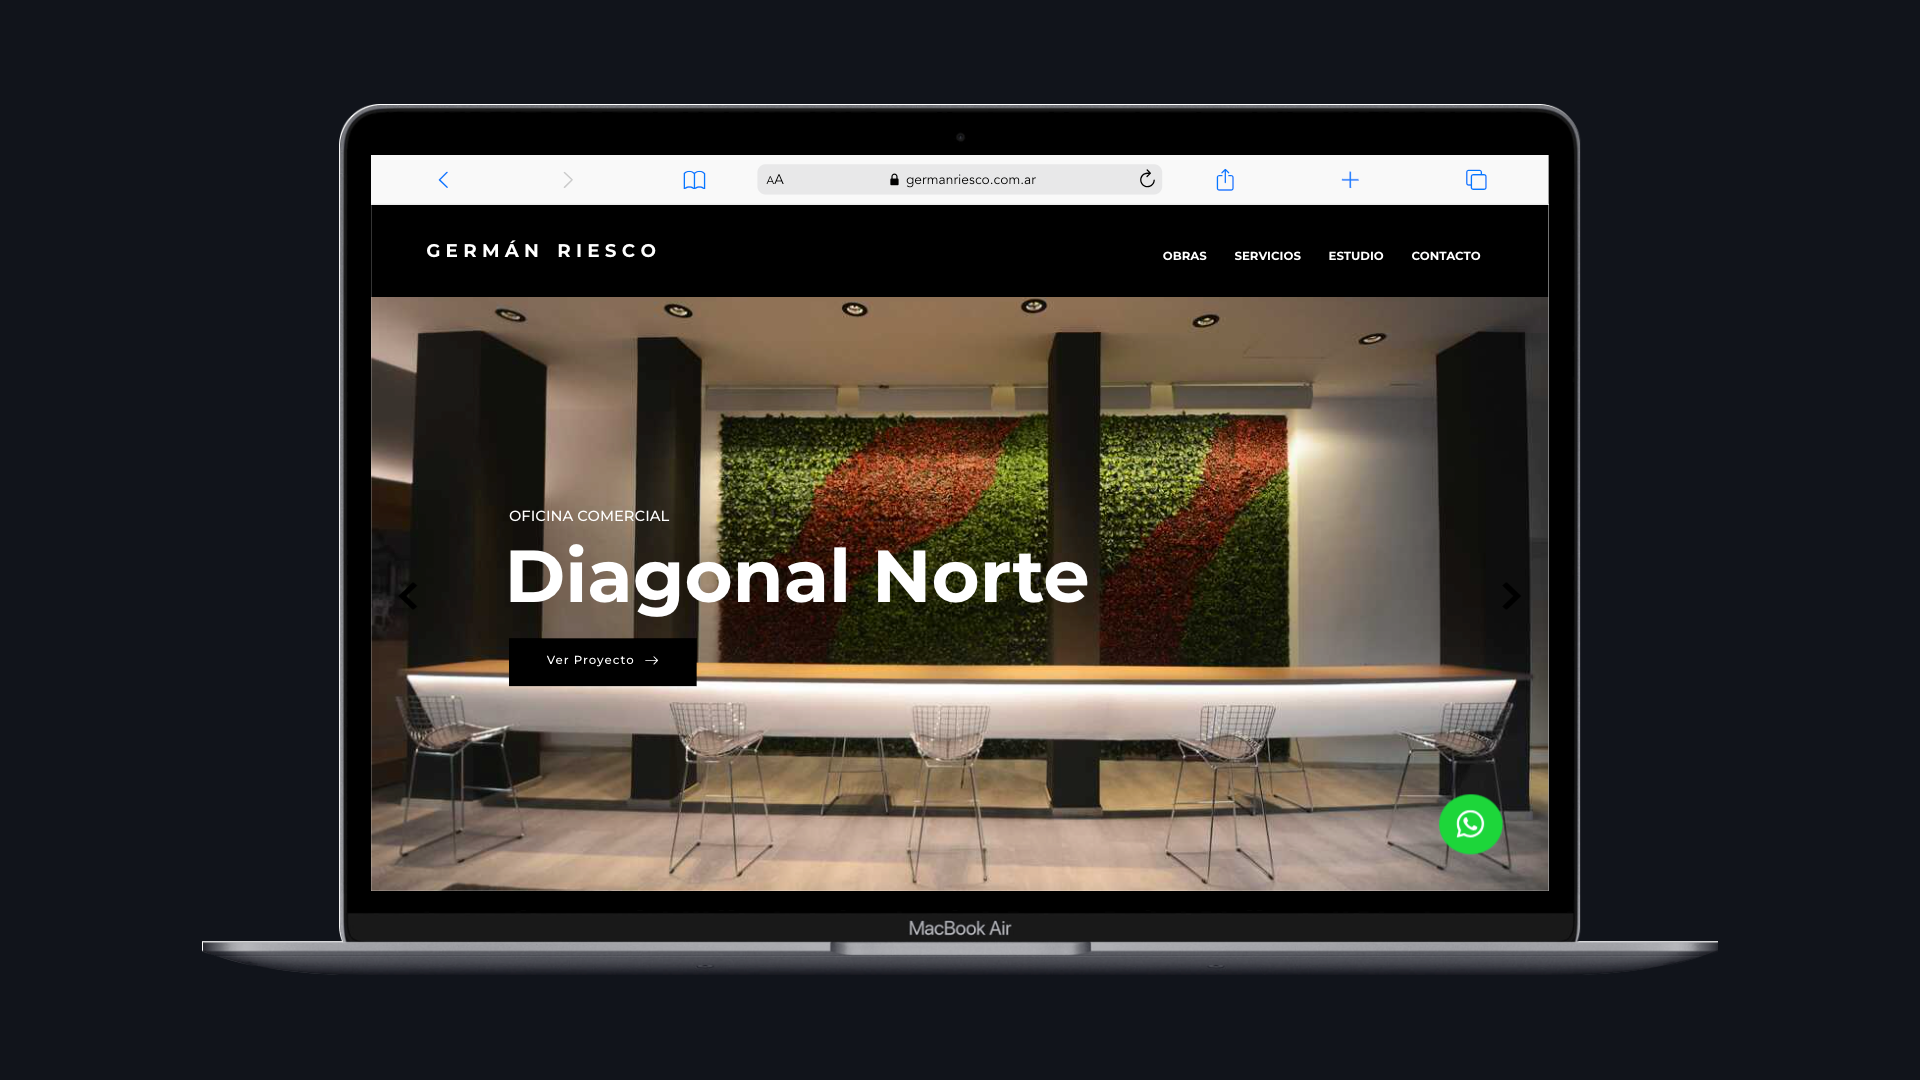 AA
germanriesco.com.ar
GERMÁN RIESCO
OBRAS SERVICIOS ESTUDIO CONTACTO
OFICINA COMERCIAL
Diagonal Norte
Ver Proyecto →
MacBook Air